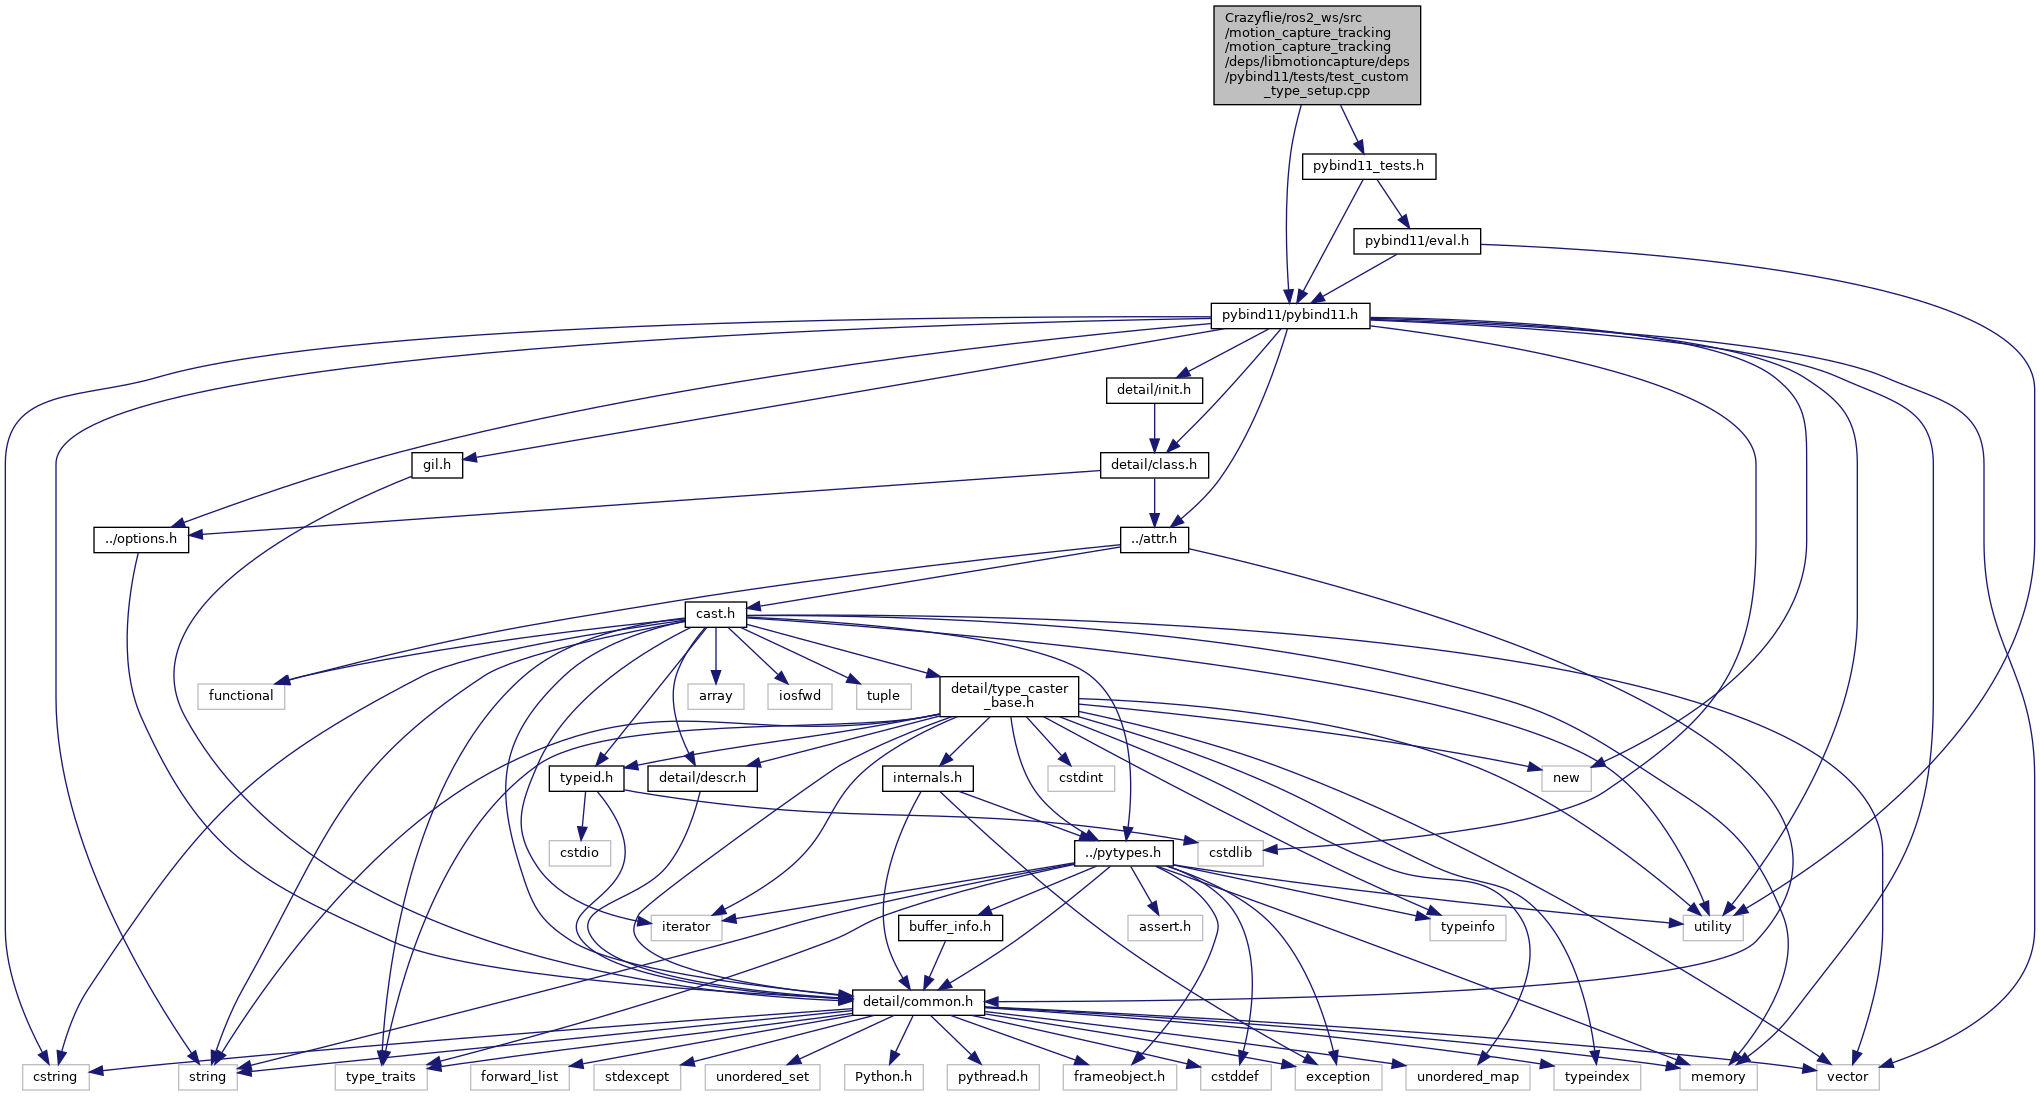 Crazyflie/ros2_ws/src
/motion_capture_tracking
/motion_capture_tracking
/deps/libmotioncapture/deps
/pybind11/tests/test_custom
_type_setup.cpp
pybind11_tests.h
pybind11/eval.h
pybind11/pybind11.h
detail/init.h
gil.h
detail/class.h
../options.h
../attr.h
cast.h
functional
array
iosfwd
tuple
detail/type_caster
_base.h
typeid.h
detail/descr.h
internals.h
cstdint
new
cstdio
../pytypes.h
cstdlib
iterator
buffer_info.h
assert.h
typeinfo
utility
detail/common.h
cstring
string
type_traits
forward_list
stdexcept
unordered_set
Python.h
pythread.h
frameobject.h
cstddef
exception
unordered_map
typeindex
memory
vector